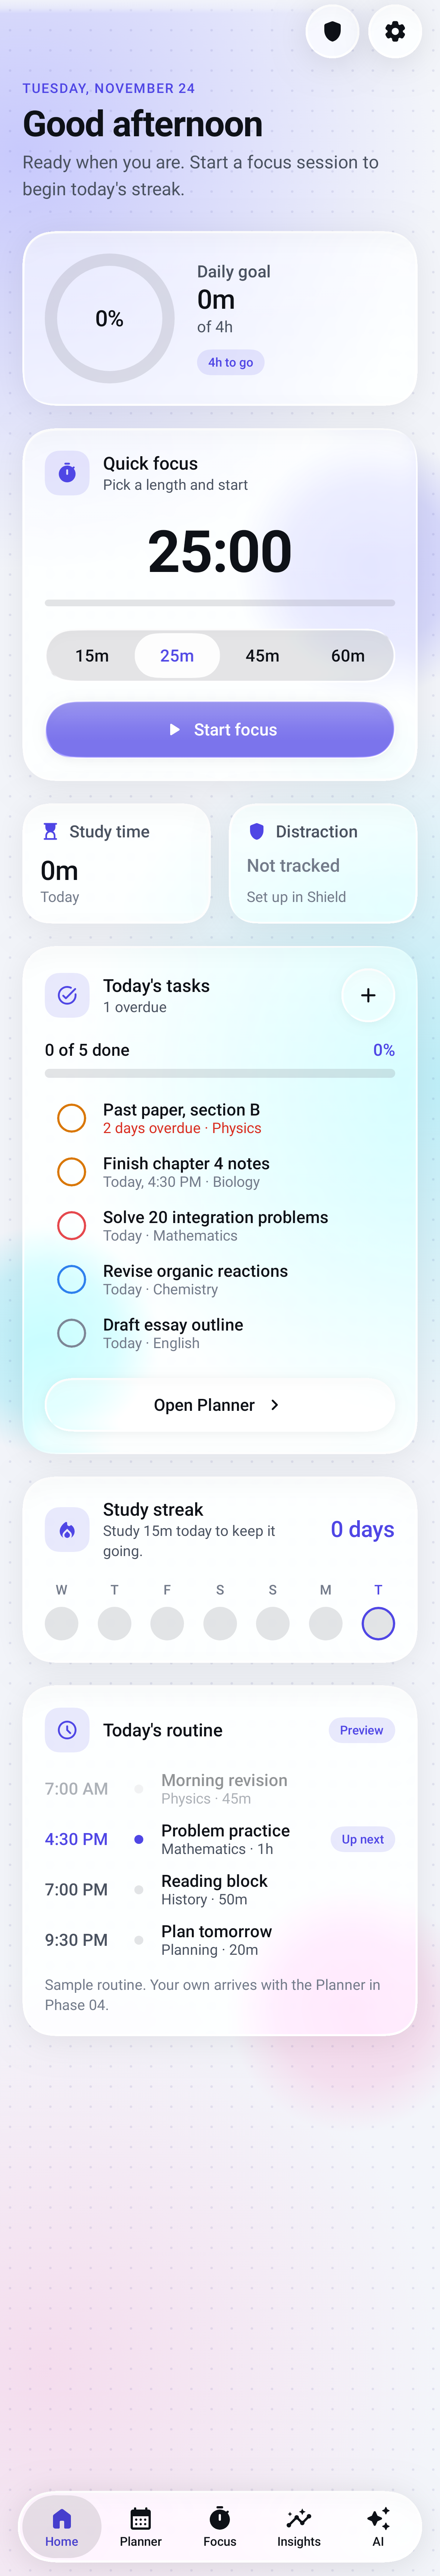 TUESDAY, NOVEMBER 24
Good afternoon
Ready when you are. Start a focus session to
begin today's streak.
0%
Daily goal
0m
of 4h
4h to go
Quick focus
Pick a length and start
25:00
15m 25m 45m 60m
Start focus
Study time
0m
Today
Distraction
Not tracked
Set up in Shield
Today's tasks
1 overdue
0 of 5 done 0%
Past paper, section B
2 days overdue · Physics
Finish chapter 4 notes
Today, 4:30 PM · Biology
Solve 20 integration problems
Today · Mathematics
Revise organic reactions
Today · Chemistry
Draft essay outline
Today · English
Open Planner
Study streak
Study 15m today to keep it
going.
0 days
W T F S S M T
Today's routine
Preview
7:00 AM
Morning revision
Physics · 45m
4:30 PM
Problem practice
Mathematics · 1h
Up next
7:00 PM
Reading block
History · 50m
9:30 PM
Plan tomorrow
Planning · 20m
Sample routine. Your own arrives with the Planner in
Phase 04.
Home Planner Focus Insights AI